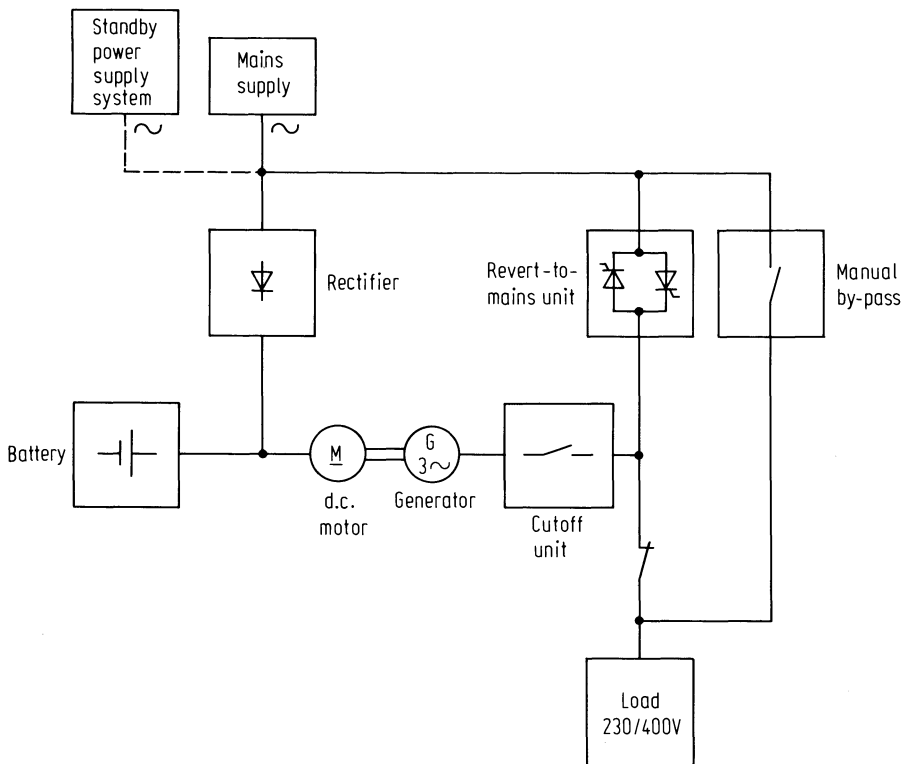 Standby
power
supply
system
Mains
supply
Rectifier
Revert-to-
mains unit
Manual
by-pass
Battery
M
d.c.
motor
G
3~
Generator
Cutoff
unit
Load
230/400V